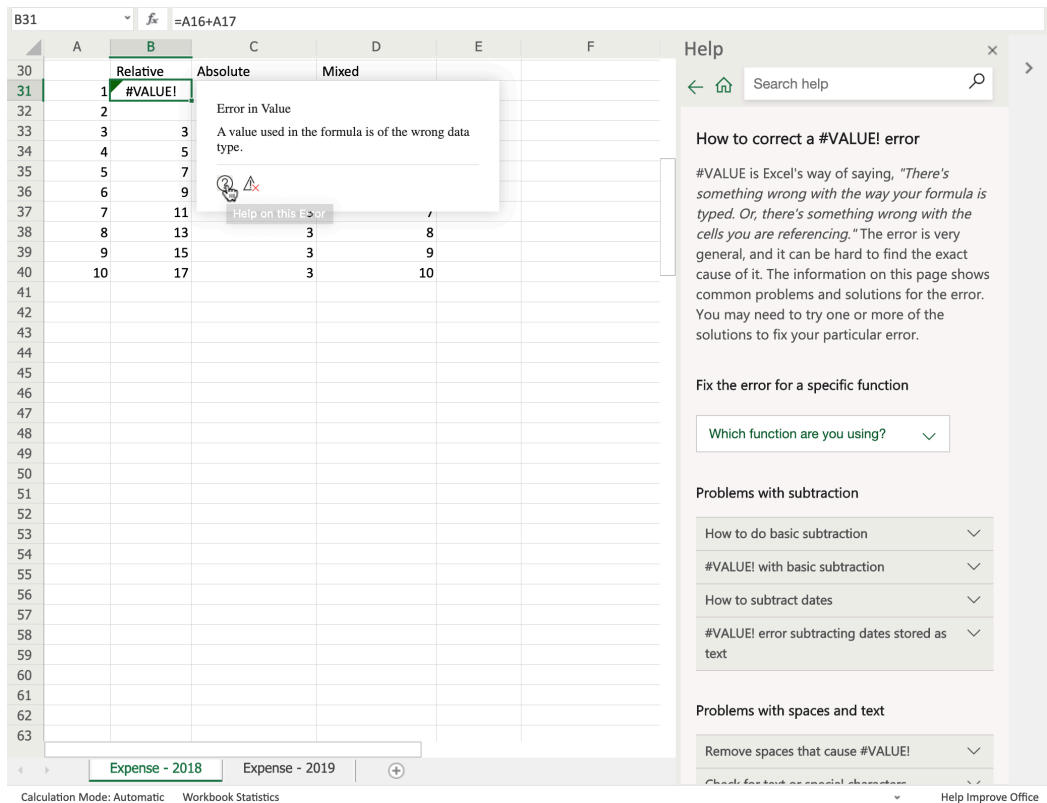 B31 fx =A16+A17
A B C D E F
30 Relative Absolute Mixed
31 1 #VALUE!
32 2
33 3 3
34 4 5
35 5 7
36 6 9
37 7 11 3 7
38 8 13 3 8
39 9 15 3 9
40 10 17 3 10
41
42
43
44
45
46
47
48
49
50
51
52
53
54
55
56
57
58
59
60
61
62
63
Error in Value
A value used in the formula is of the wrong data
type.
Help on this Error
Expense - 2018 Expense - 2019
Calculation Mode: Automatic Workbook Statistics
Help
Search help
How to correct a #VALUE! error
#VALUE is Excel's way of saying, "There's
something wrong with the way your formula is
typed. Or, there's something wrong with the
cells you are referencing." The error is very
general, and it can be hard to find the exact
cause of it. The information on this page shows
common problems and solutions for the error.
You may need to try one or more of the
solutions to fix your particular error.
Fix the error for a specific function
Which function are you using?
Problems with subtraction
How to do basic subtraction
#VALUE! with basic subtraction
How to subtract dates
#VALUE! error subtracting dates stored as
text
Problems with spaces and text
Remove spaces that cause #VALUE!
Check for text or special characters
Help Improve Office